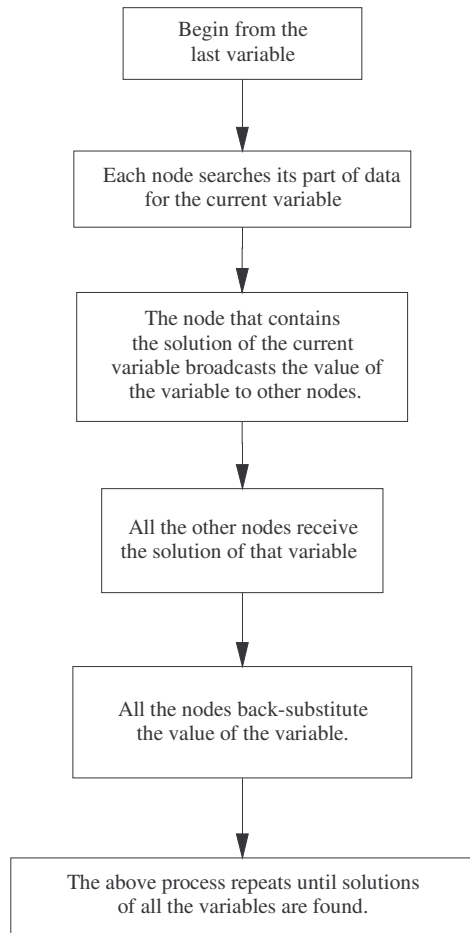 Begin from the
last variable
Each node searches its part of data
for the current variable
The node that contains
the solution of the current
variable broadcasts the value of
the variable to other nodes.
All the other nodes receive
the solution of that variable
All the nodes back-substitute
the value of the variable.
The above process repeats until solutions
of all the variables are found.